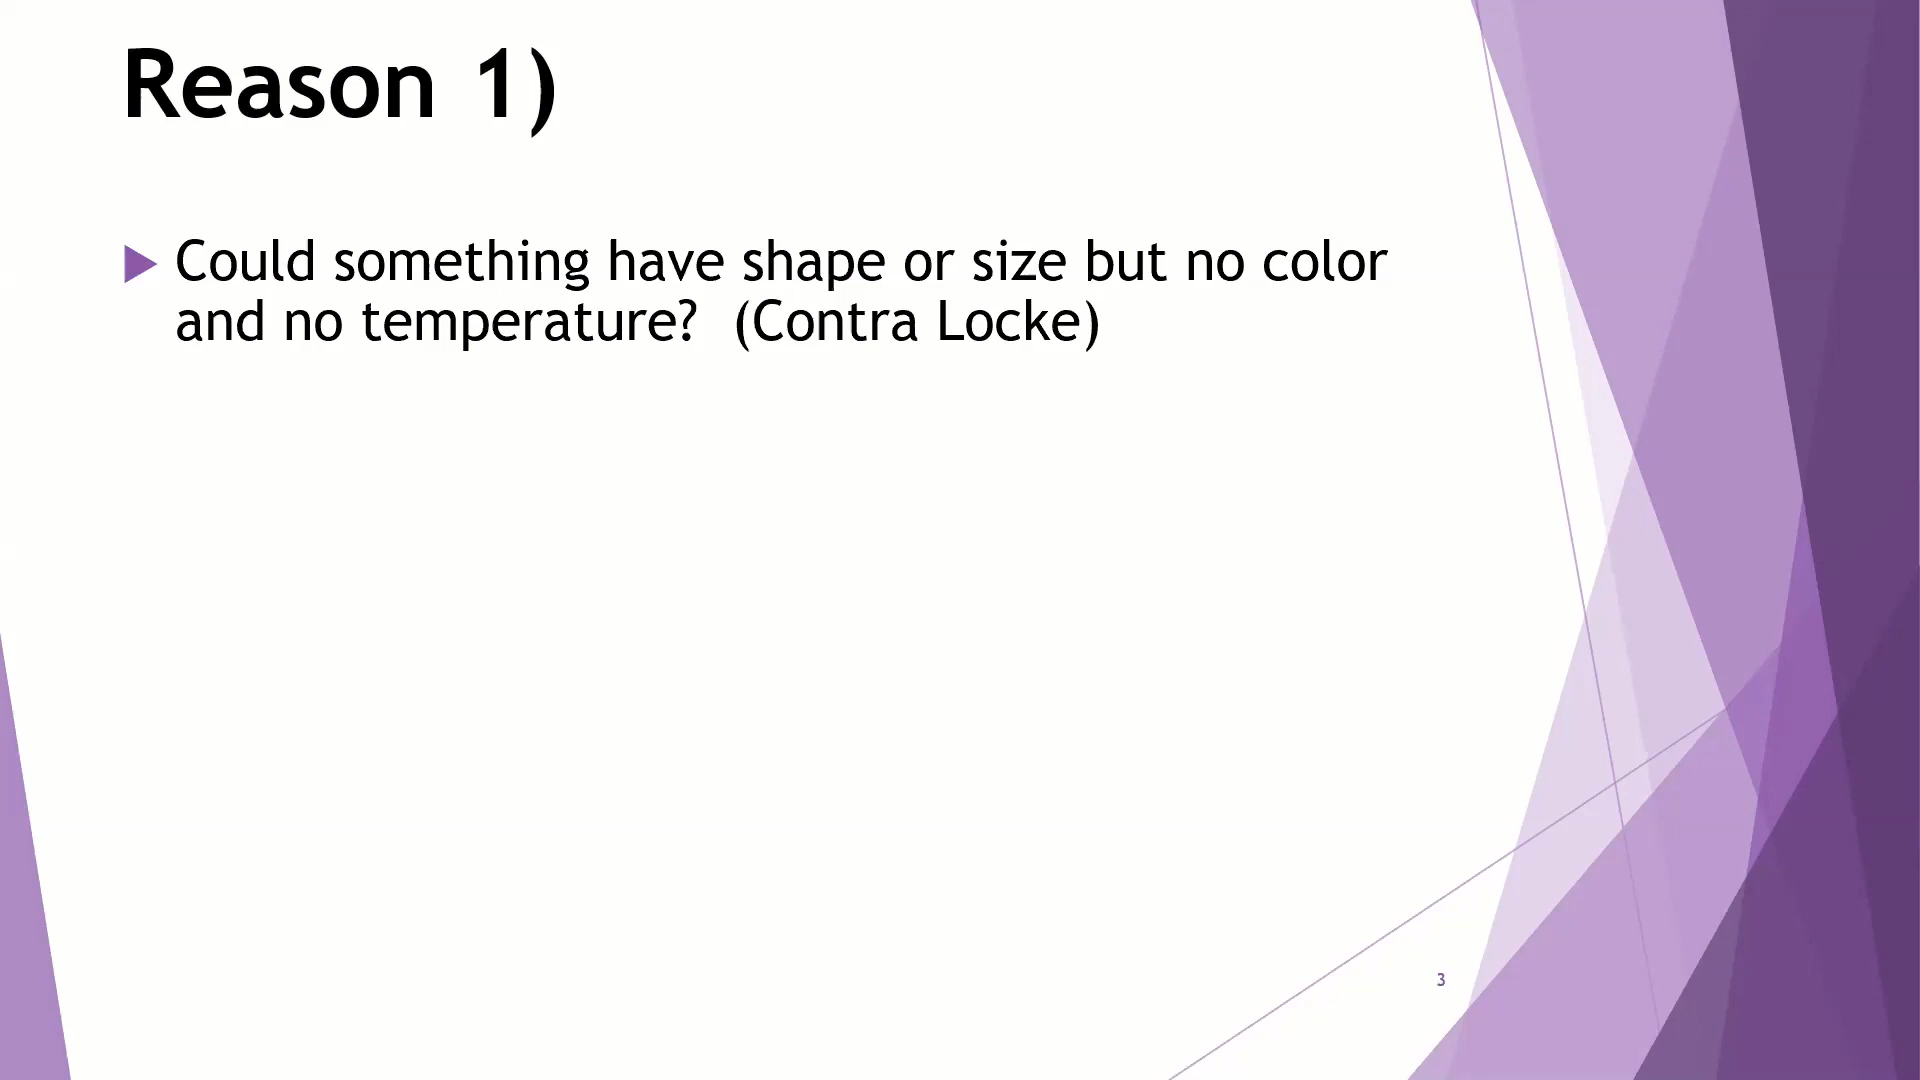 Reason 1)
Could something have shape or size but no color
and no temperature?  (Contra Locke)
3